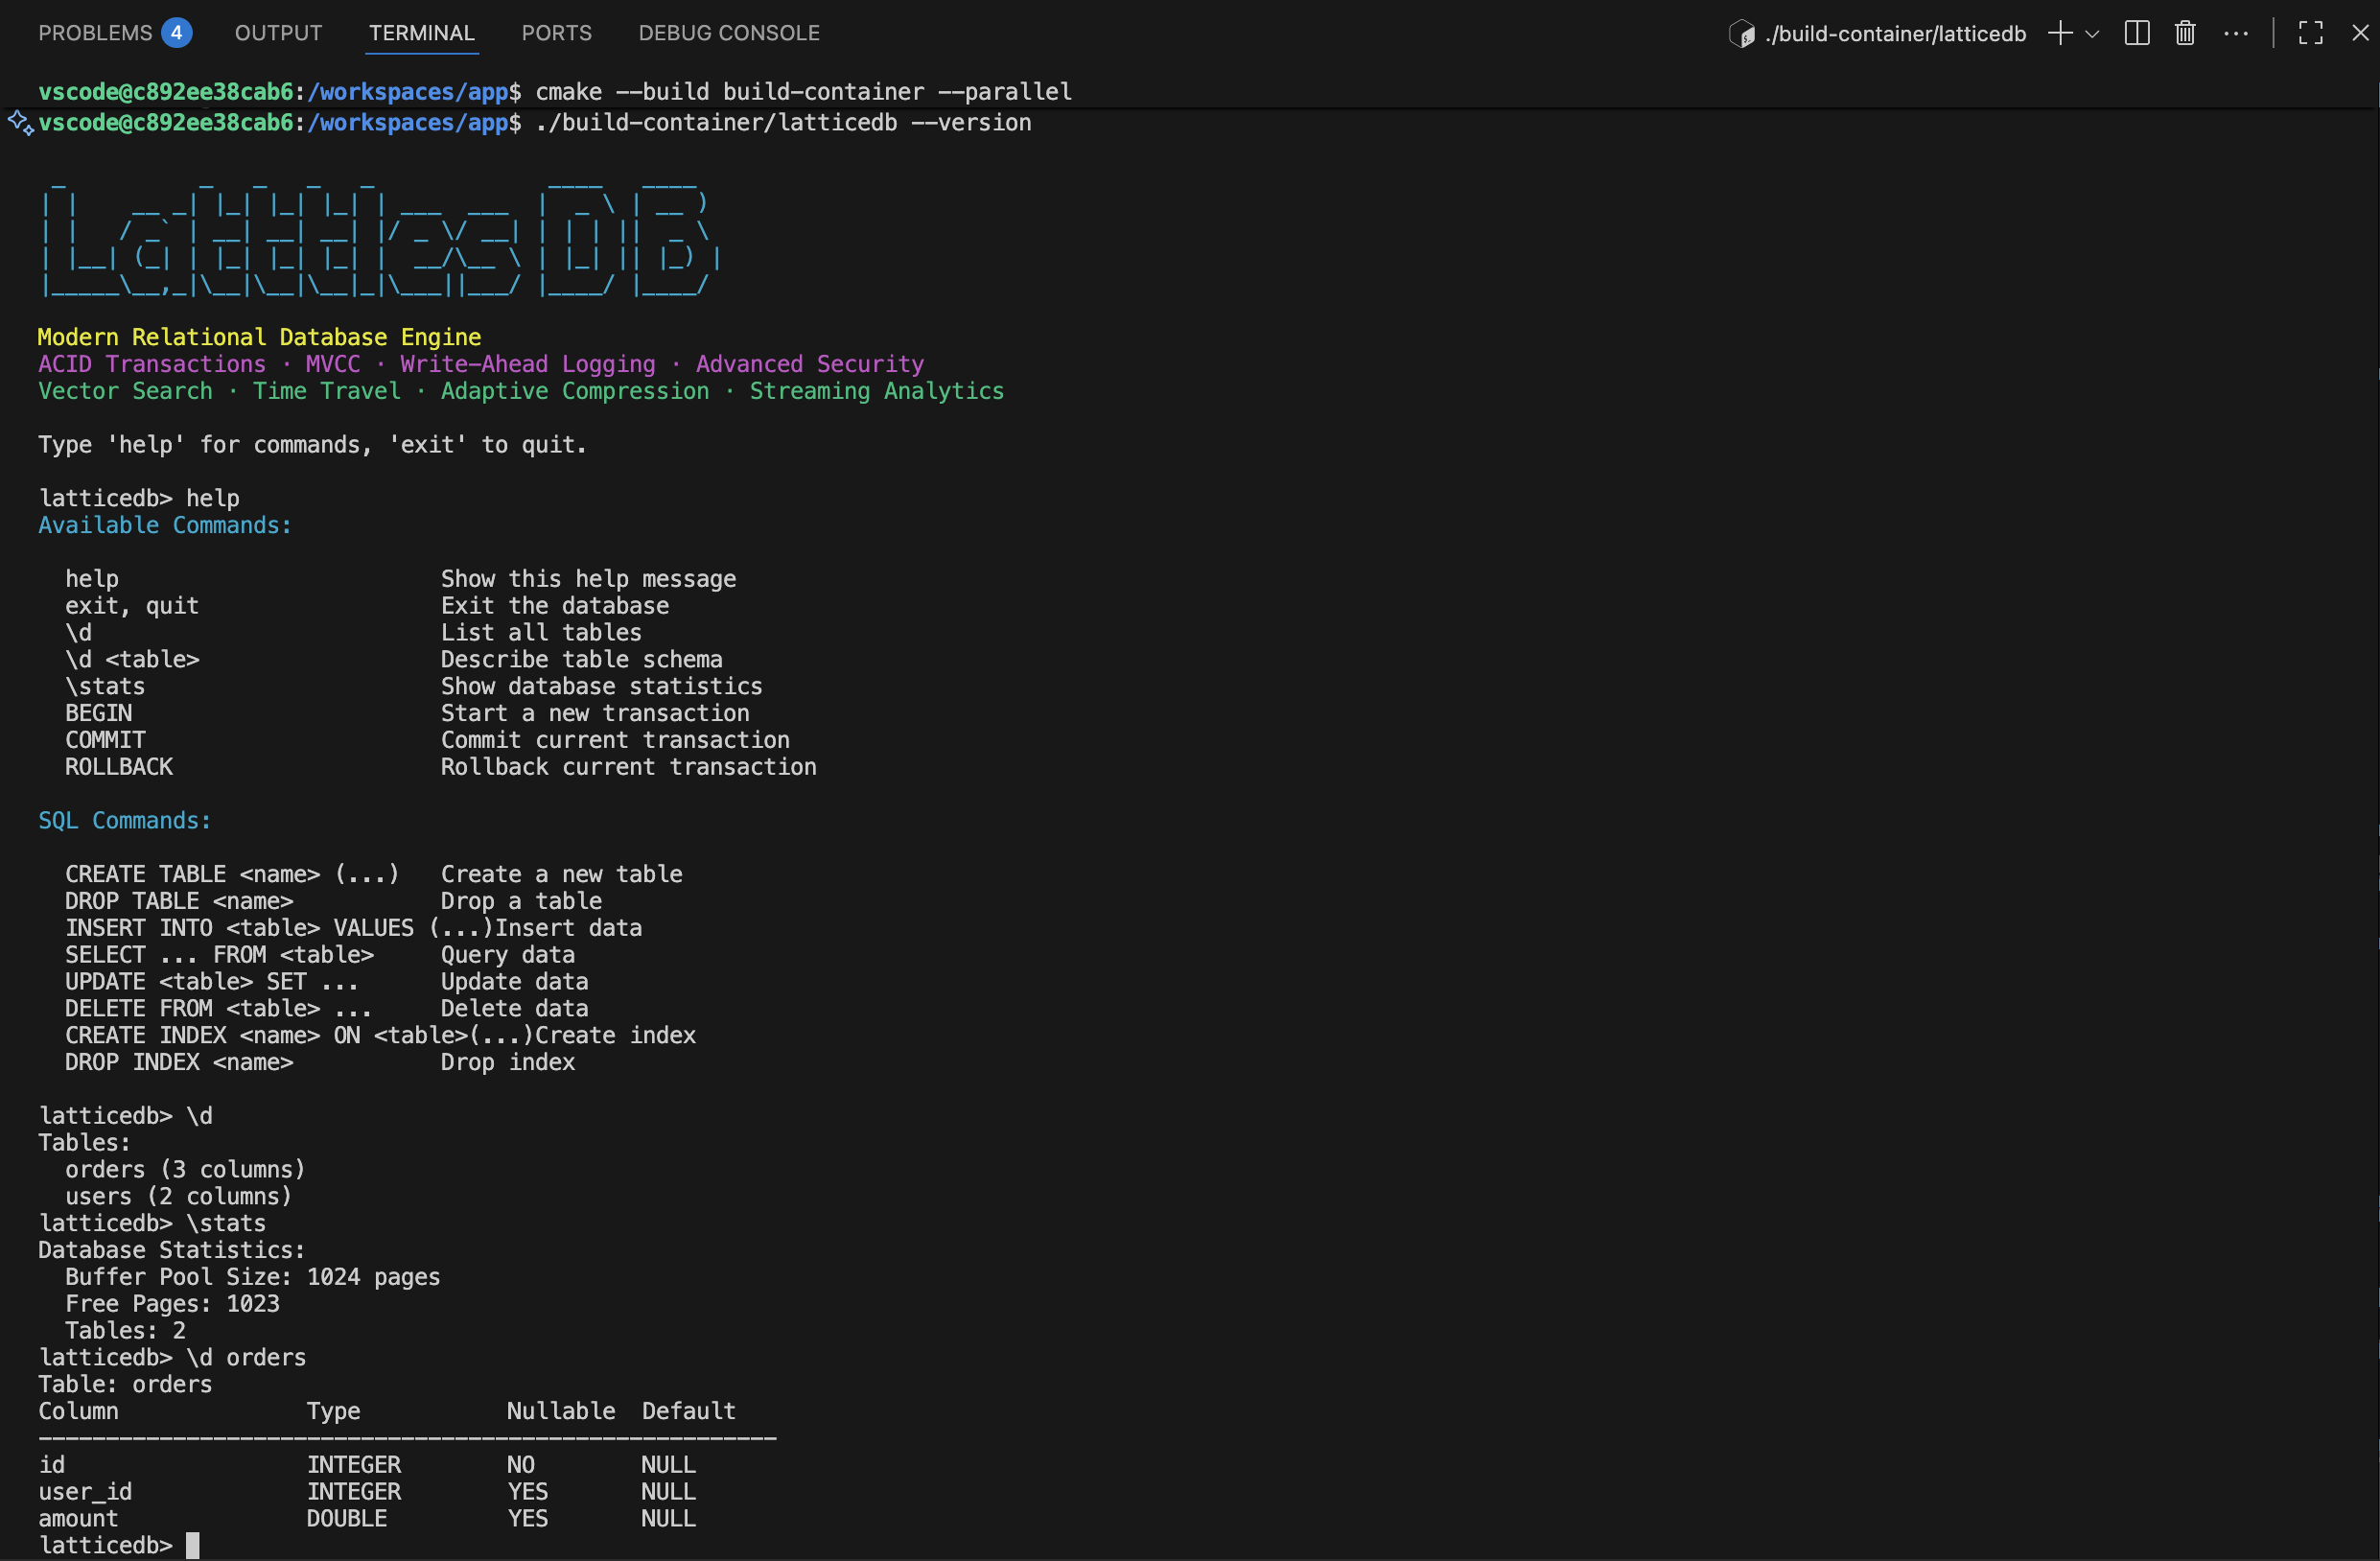 PROBLEMS 4 OUTPUT TERMINAL PORTS DEBUG CONSOLE ./build-container/latticedb
vscode@c892ee38cab6:/workspaces/app$ cmake --build build-container --parallel
vscode@c892ee38cab6:/workspaces/app$ ./build-container/latticedb --version
LattttlesDB
Modern Relational Database Engine
ACID Transactions · MVCC · Write-Ahead Logging · Advanced Security
Vector Search · Time Travel · Adaptive Compression · Streaming Analytics
Type 'help' for commands, 'exit' to quit.
latticedb> help
Available Commands:
help Show this help message
exit, quit Exit the database
\d List all tables
\d <table> Describe table schema
\stats Show database statistics
BEGIN Start a new transaction
COMMIT Commit current transaction
ROLLBACK Rollback current transaction
SQL Commands:
CREATE TABLE <name> (...) Create a new table
DROP TABLE <name> Drop a table
INSERT INTO <table> VALUES (...)Insert data
SELECT ... FROM <table> Query data
UPDATE <table> SET ... Update data
DELETE FROM <table> ... Delete data
CREATE INDEX <name> ON <table>(...)Create index
DROP INDEX <name> Drop index
latticedb> \d
Tables:
orders (3 columns)
users (2 columns)
latticedb> \stats
Database Statistics:
Buffer Pool Size: 1024 pages
Free Pages: 1023
Tables: 2
latticedb> \d orders
Table: orders
Column Type Nullable Default
-------------------------------------------------------
id INTEGER NO NULL
user_id INTEGER YES NULL
amount DOUBLE YES NULL
latticedb>